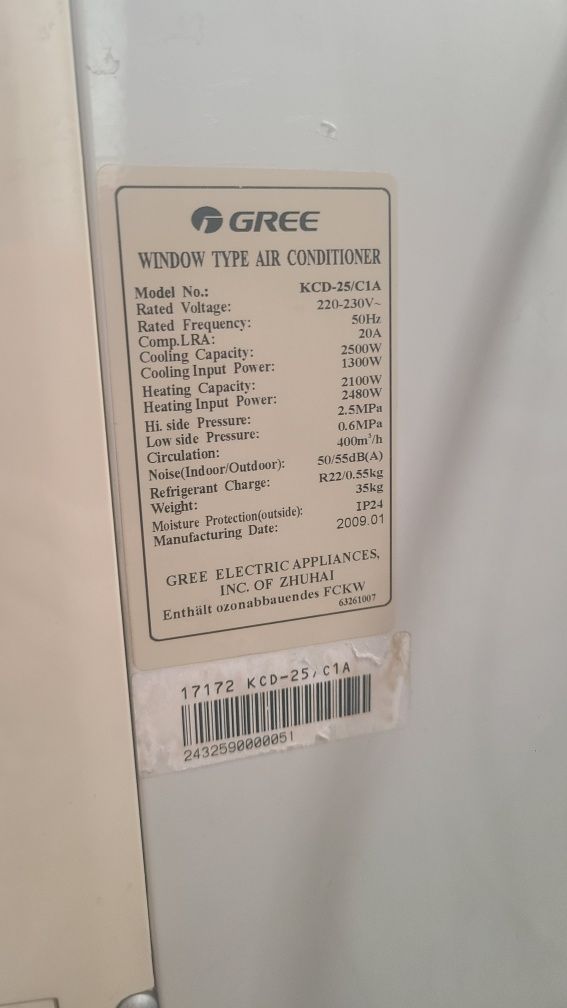 GREE
WINDOW TYPE AIR CONDITIONER
Model No.: KCD-25/C1A
Rated Voltage: 220-230V~
Rated Frequency: 50Hz
Comp.LRA: 20A
Cooling Capacity: 2500W
Cooling Input Power: 1300W
Heating Capacity: 2100W
Heating Input Power: 2480W
Hi. side Pressure: 2.5MPa
Low side Pressure: 0.6MPa
Circulation: 400m³/h
Noise(Indoor/Outdoor): 50/55dB(A)
Refrigerant Charge: R22/0.55kg
Weight: 35kg
Moisture Protection(outside): IP24
Manufacturing Date: 2009.01
GREE ELECTRIC APPLIANCES,
INC. OF ZHUHAI
Enthält ozonabbauendes FCKW
63261007
17172 KCD-25/C1A
2432590000051